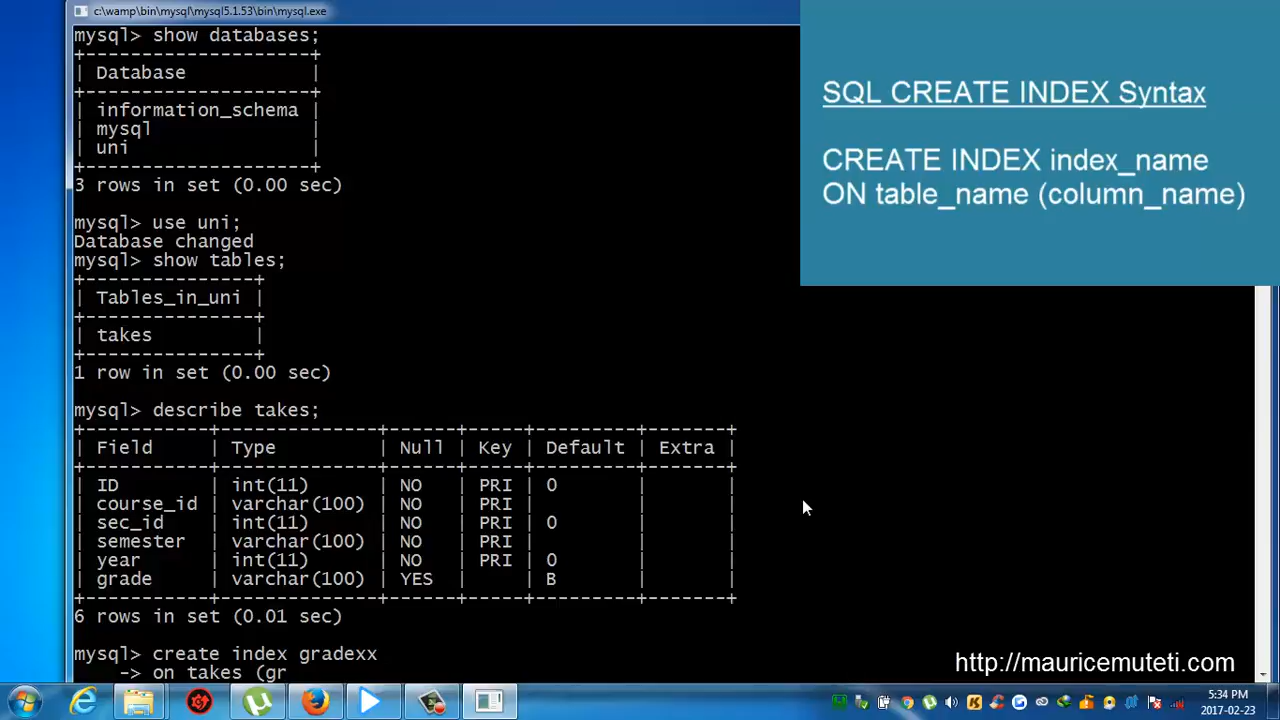 c:\wamp\bin\mysql\mysql5.1.53\bin\mysql.exe
mysql> show databases;
+--------------------+
| Database           |
+--------------------+
| information_schema |
| mysql              |
| uni                |
+--------------------+
3 rows in set (0.00 sec)
mysql> use uni;
Database changed
mysql> show tables;
+---------------+
| Tables_in_uni |
+---------------+
| takes         |
+---------------+
1 row in set (0.00 sec)
mysql> describe takes;
+-----------+--------------+------+-----+---------+-------+
| Field     | Type         | Null | Key | Default | Extra |
+-----------+--------------+------+-----+---------+-------+
| ID        | int(11)      | NO   | PRI | 0       |       |
| course_id | varchar(100) | NO   | PRI |         |       |
| sec_id    | int(11)      | NO   | PRI | 0       |       |
| semester  | varchar(100) | NO   | PRI |         |       |
| year      | int(11)      | NO   | PRI | 0       |       |
| grade     | varchar(100) | YES  |     | B       |       |
+-----------+--------------+------+-----+---------+-------+
6 rows in set (0.01 sec)
mysql> create index gradexx
    -> on takes (gr
SQL CREATE INDEX Syntax
CREATE INDEX index_name
ON table_name (column_name)
http://mauricemuteti.com
5:34 PM
2017-02-23